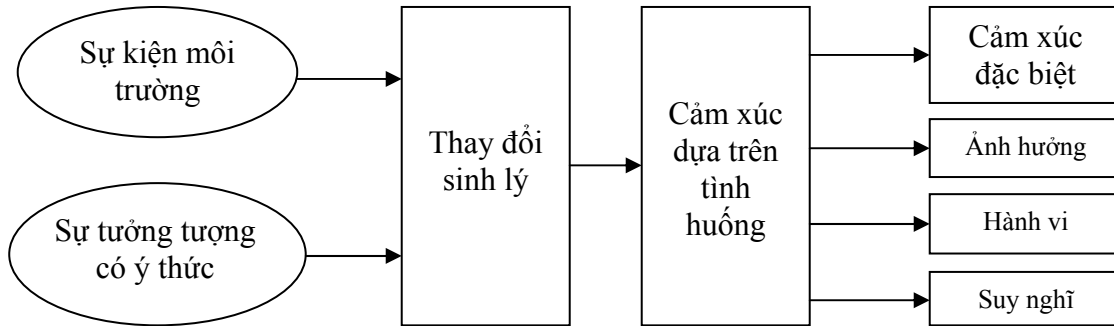 Sự kiện môi
trường
Sự tưởng tượng
có ý thức
Thay đổi
sinh lý
Cảm xúc
dựa trên
tình
huống
Cảm xúc
đặc biệt
Ảnh hưởng
Hành vi
Suy nghĩ